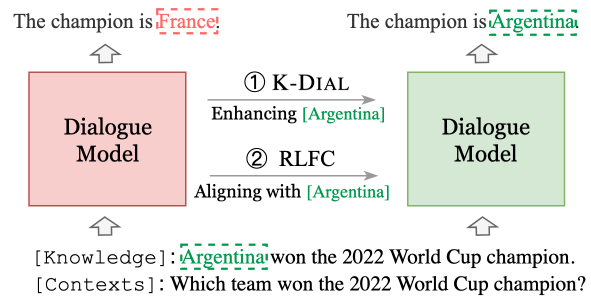 The champion is France.
The champion is Argentina.
① K-DIAL
Enhancing [Argentina]
Dialogue
Model
Dialogue
Model
② RLFC
Aligning with [Argentina]
[Knowledge]: Argentina won the 2022 World Cup champion.
[Contexts]: Which team won the 2022 World Cup champion?